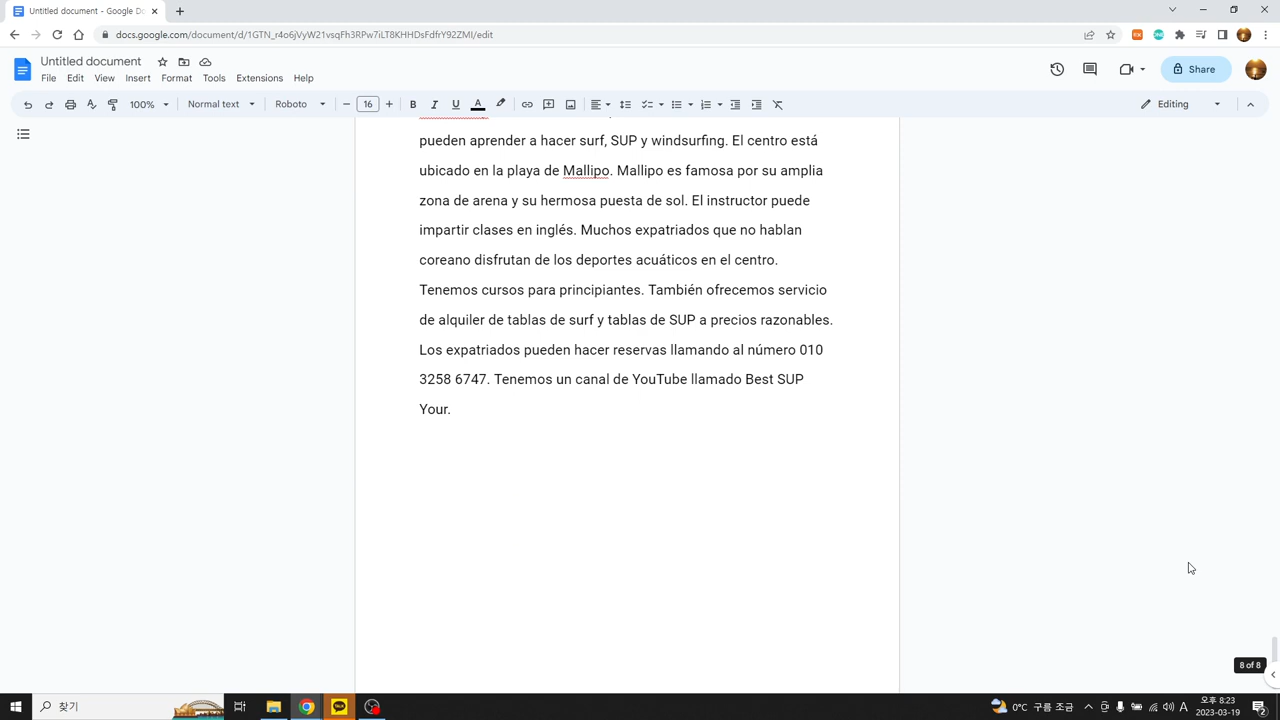 Untitled document - Google Do
docs.google.com/document/d/1GTN_r4o6jVyW21vsqFh3RPw7iLT8KHHDsFdfrY92ZMI/edit
Untitled document
File Edit View Insert Format Tools Extensions Help
Share
100% Normal text Roboto 16 Editing
pueden aprender a hacer surf, SUP y windsurfing. El centro está
ubicado en la playa de Mallipo. Mallipo es famosa por su amplia
zona de arena y su hermosa puesta de sol. El instructor puede
impartir clases en inglés. Muchos expatriados que no hablan
coreano disfrutan de los deportes acuáticos en el centro.
Tenemos cursos para principiantes. También ofrecemos servicio
de alquiler de tablas de surf y tablas de SUP a precios razonables.
Los expatriados pueden hacer reservas llamando al número 010
3258 6747. Tenemos un canal de YouTube llamado Best SUP
Your.
8 of 8
찾기
0°C 구름 조금
A
오후 8:23
2023-03-19